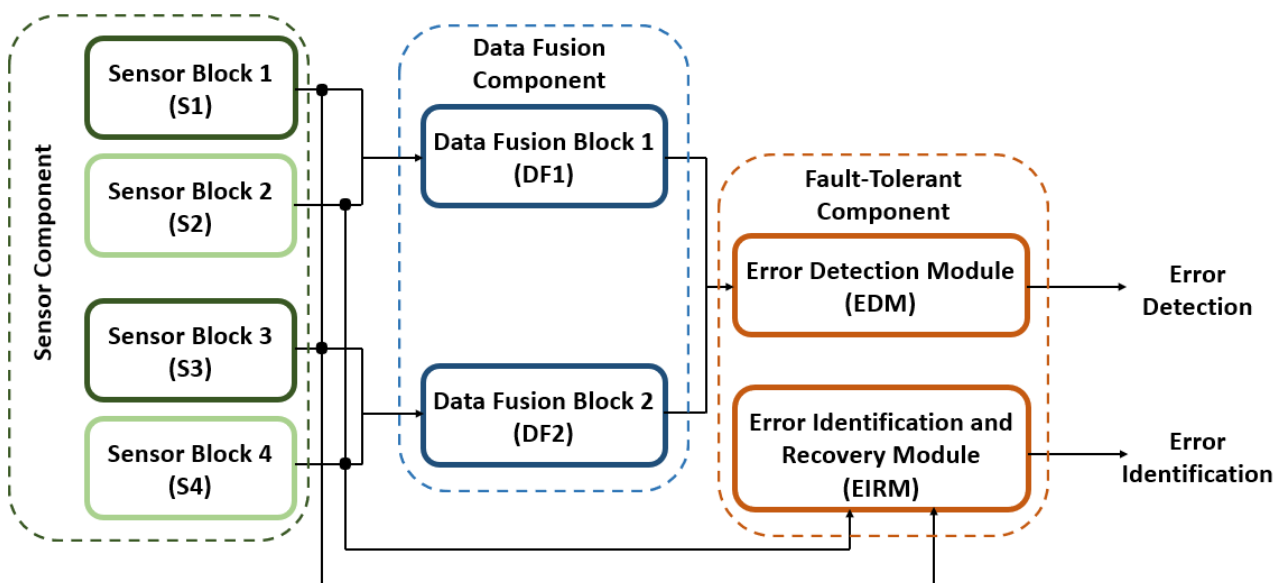 Sensor Component
Sensor Block 1
(S1)
Sensor Block 2
(S2)
Sensor Block 3
(S3)
Sensor Block 4
(S4)
Data Fusion
Component
Data Fusion Block 1
(DF1)
Data Fusion Block 2
(DF2)
Fault-Tolerant
Component
Error Detection Module
(EDM)
Error Identification and
Recovery Module
(EIRM)
Error
Detection
Error
Identification